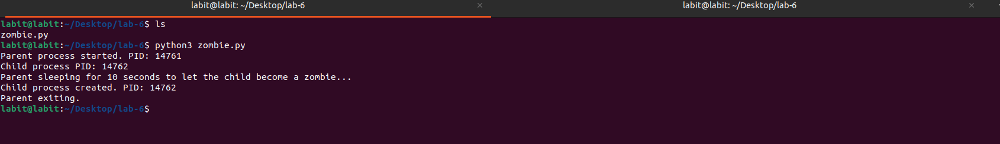 labit@labit: ~/Desktop/lab-6 × labit@labit: ~/Desktop/lab-6 ×
labit@labit:~/Desktop/lab-6$ ls
zombie.py
labit@labit:~/Desktop/lab-6$ python3 zombie.py
Parent process started. PID: 14761
Child process PID: 14762
Parent sleeping for 10 seconds to let the child become a zombie...
Child process created. PID: 14762
Parent exiting.
labit@labit:~/Desktop/lab-6$